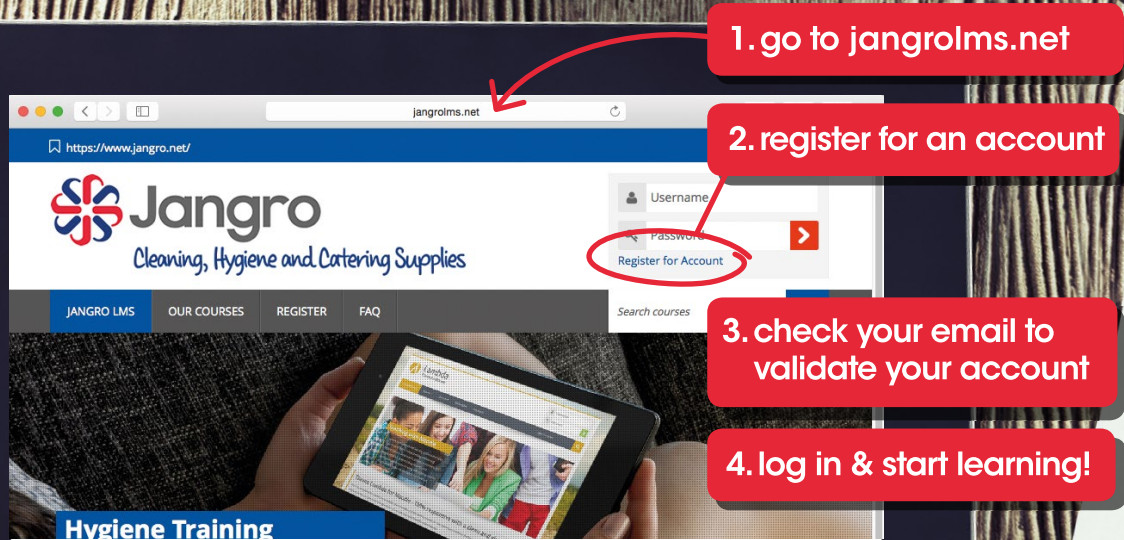 1. go to jangrolms.net
jangrolms.net
2. register for an account
https://www.jangro.net/
Jangro
Cleaning, Hygiene and Catering Supplies
Username
Password
Register for Account
JANGRO LMS
OUR COURSES
REGISTER
FAQ
Search courses
3. check your email to
validate your account
Lambda
4. log in & start learning!
Hygiene Training